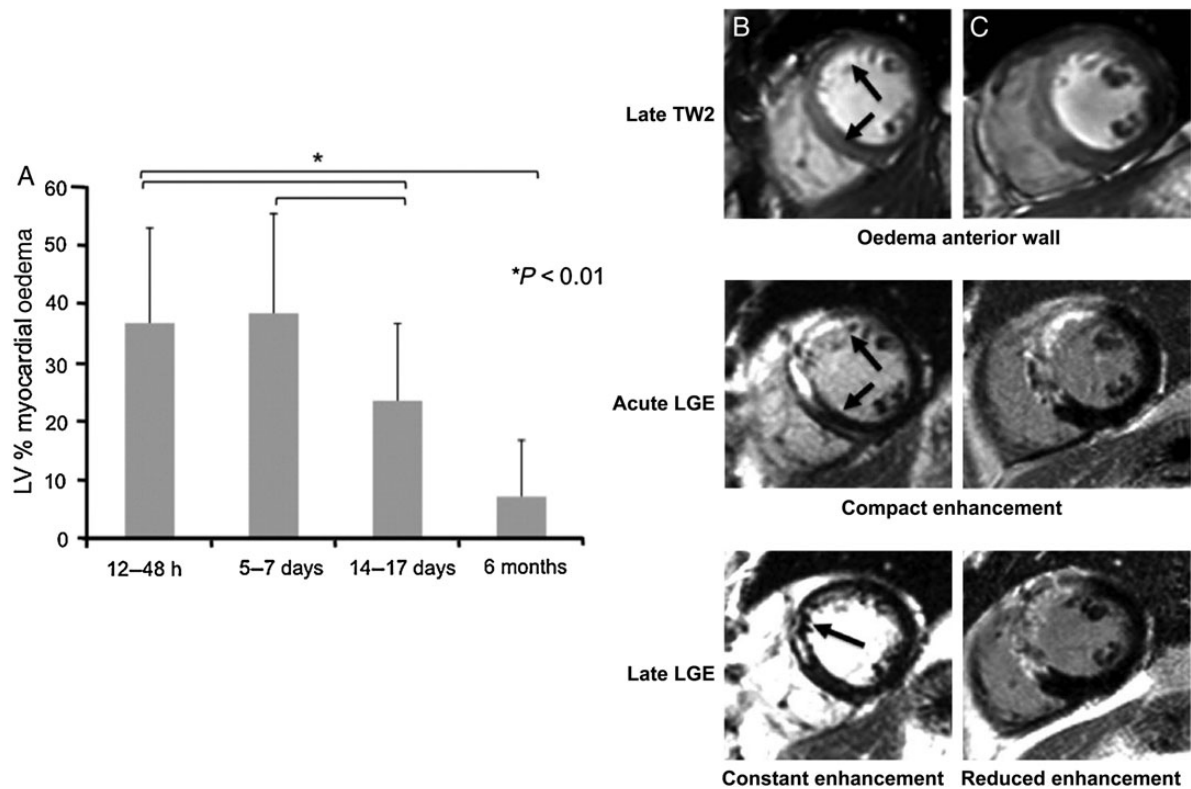 A
*
60
50
40
30
20
10
0
LV % myocardial oedema
*P < 0.01
12–48 h
5–7 days
14–17 days
6 months
B
C
Late TW2
Oedema anterior wall
Acute LGE
Compact enhancement
Late LGE
Constant enhancement
Reduced enhancement